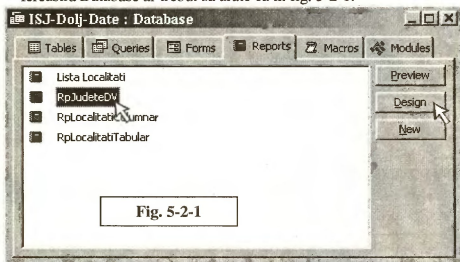 ISJ-Dolj-Date : Database
Tables Queries Forms Reports Macros Modules
Lista Localitati
RpJudeteDV
RpLocalitati
RpLocalitatiTabular
Preview
Design
New
Fig. 5-2-1